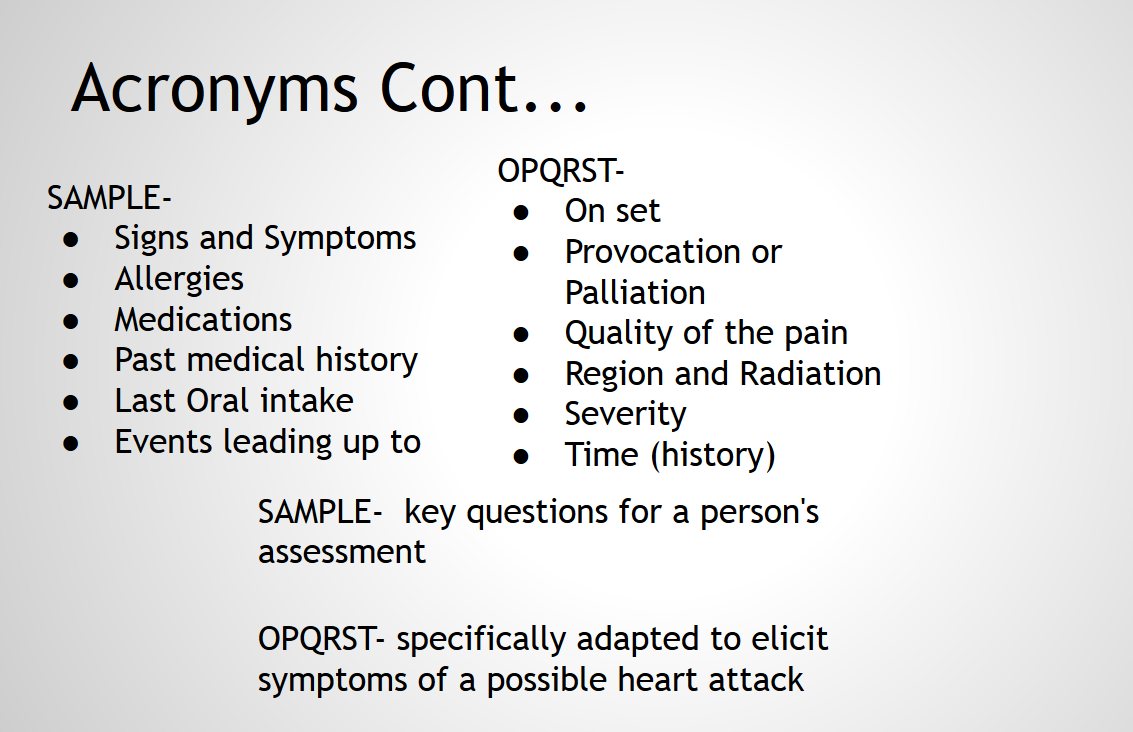 Acronyms Cont...
SAMPLE-
● Signs and Symptoms
● Allergies
● Medications
● Past medical history
● Last Oral intake
● Events leading up to
OPQRST-
● On set
● Provocation or
Palliation
● Quality of the pain
● Region and Radiation
● Severity
● Time (history)
SAMPLE-  key questions for a person's
assessment
OPQRST- specifically adapted to elicit
symptoms of a possible heart attack